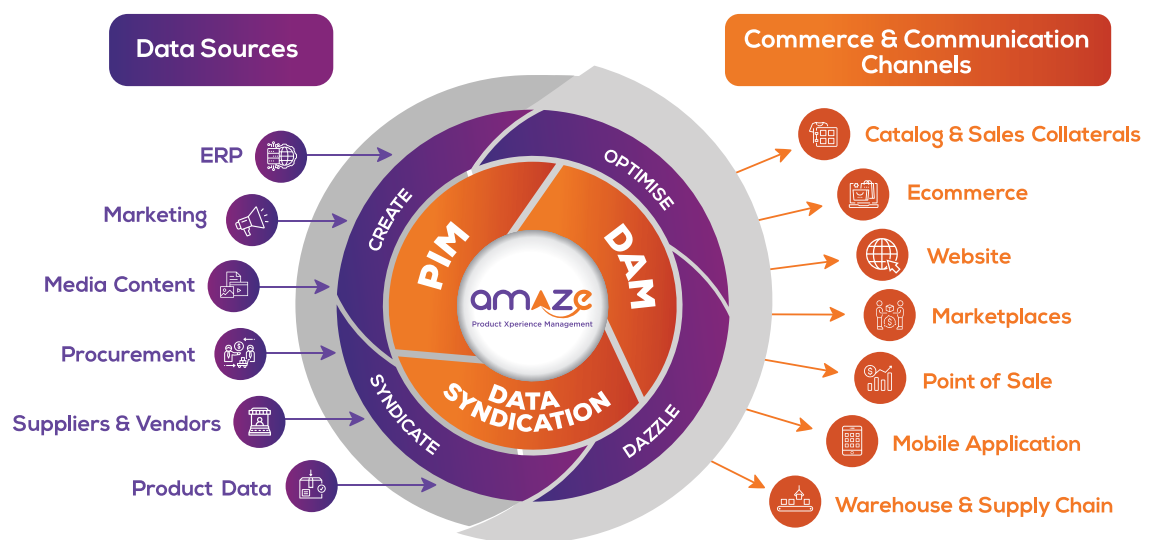 Data Sources
Commerce & Communication
Channels
ERP
Marketing
Media Content
Procurement
Suppliers & Vendors
Product Data
CREATE
OPTIMISE
DAZZLE
SYNDICATE
PIM
DAM
DATA
SYNDICATION
amaze
Product Xperience Management
Catalog & Sales Collaterals
Ecommerce
Website
Marketplaces
Point of Sale
Mobile Application
Warehouse & Supply Chain